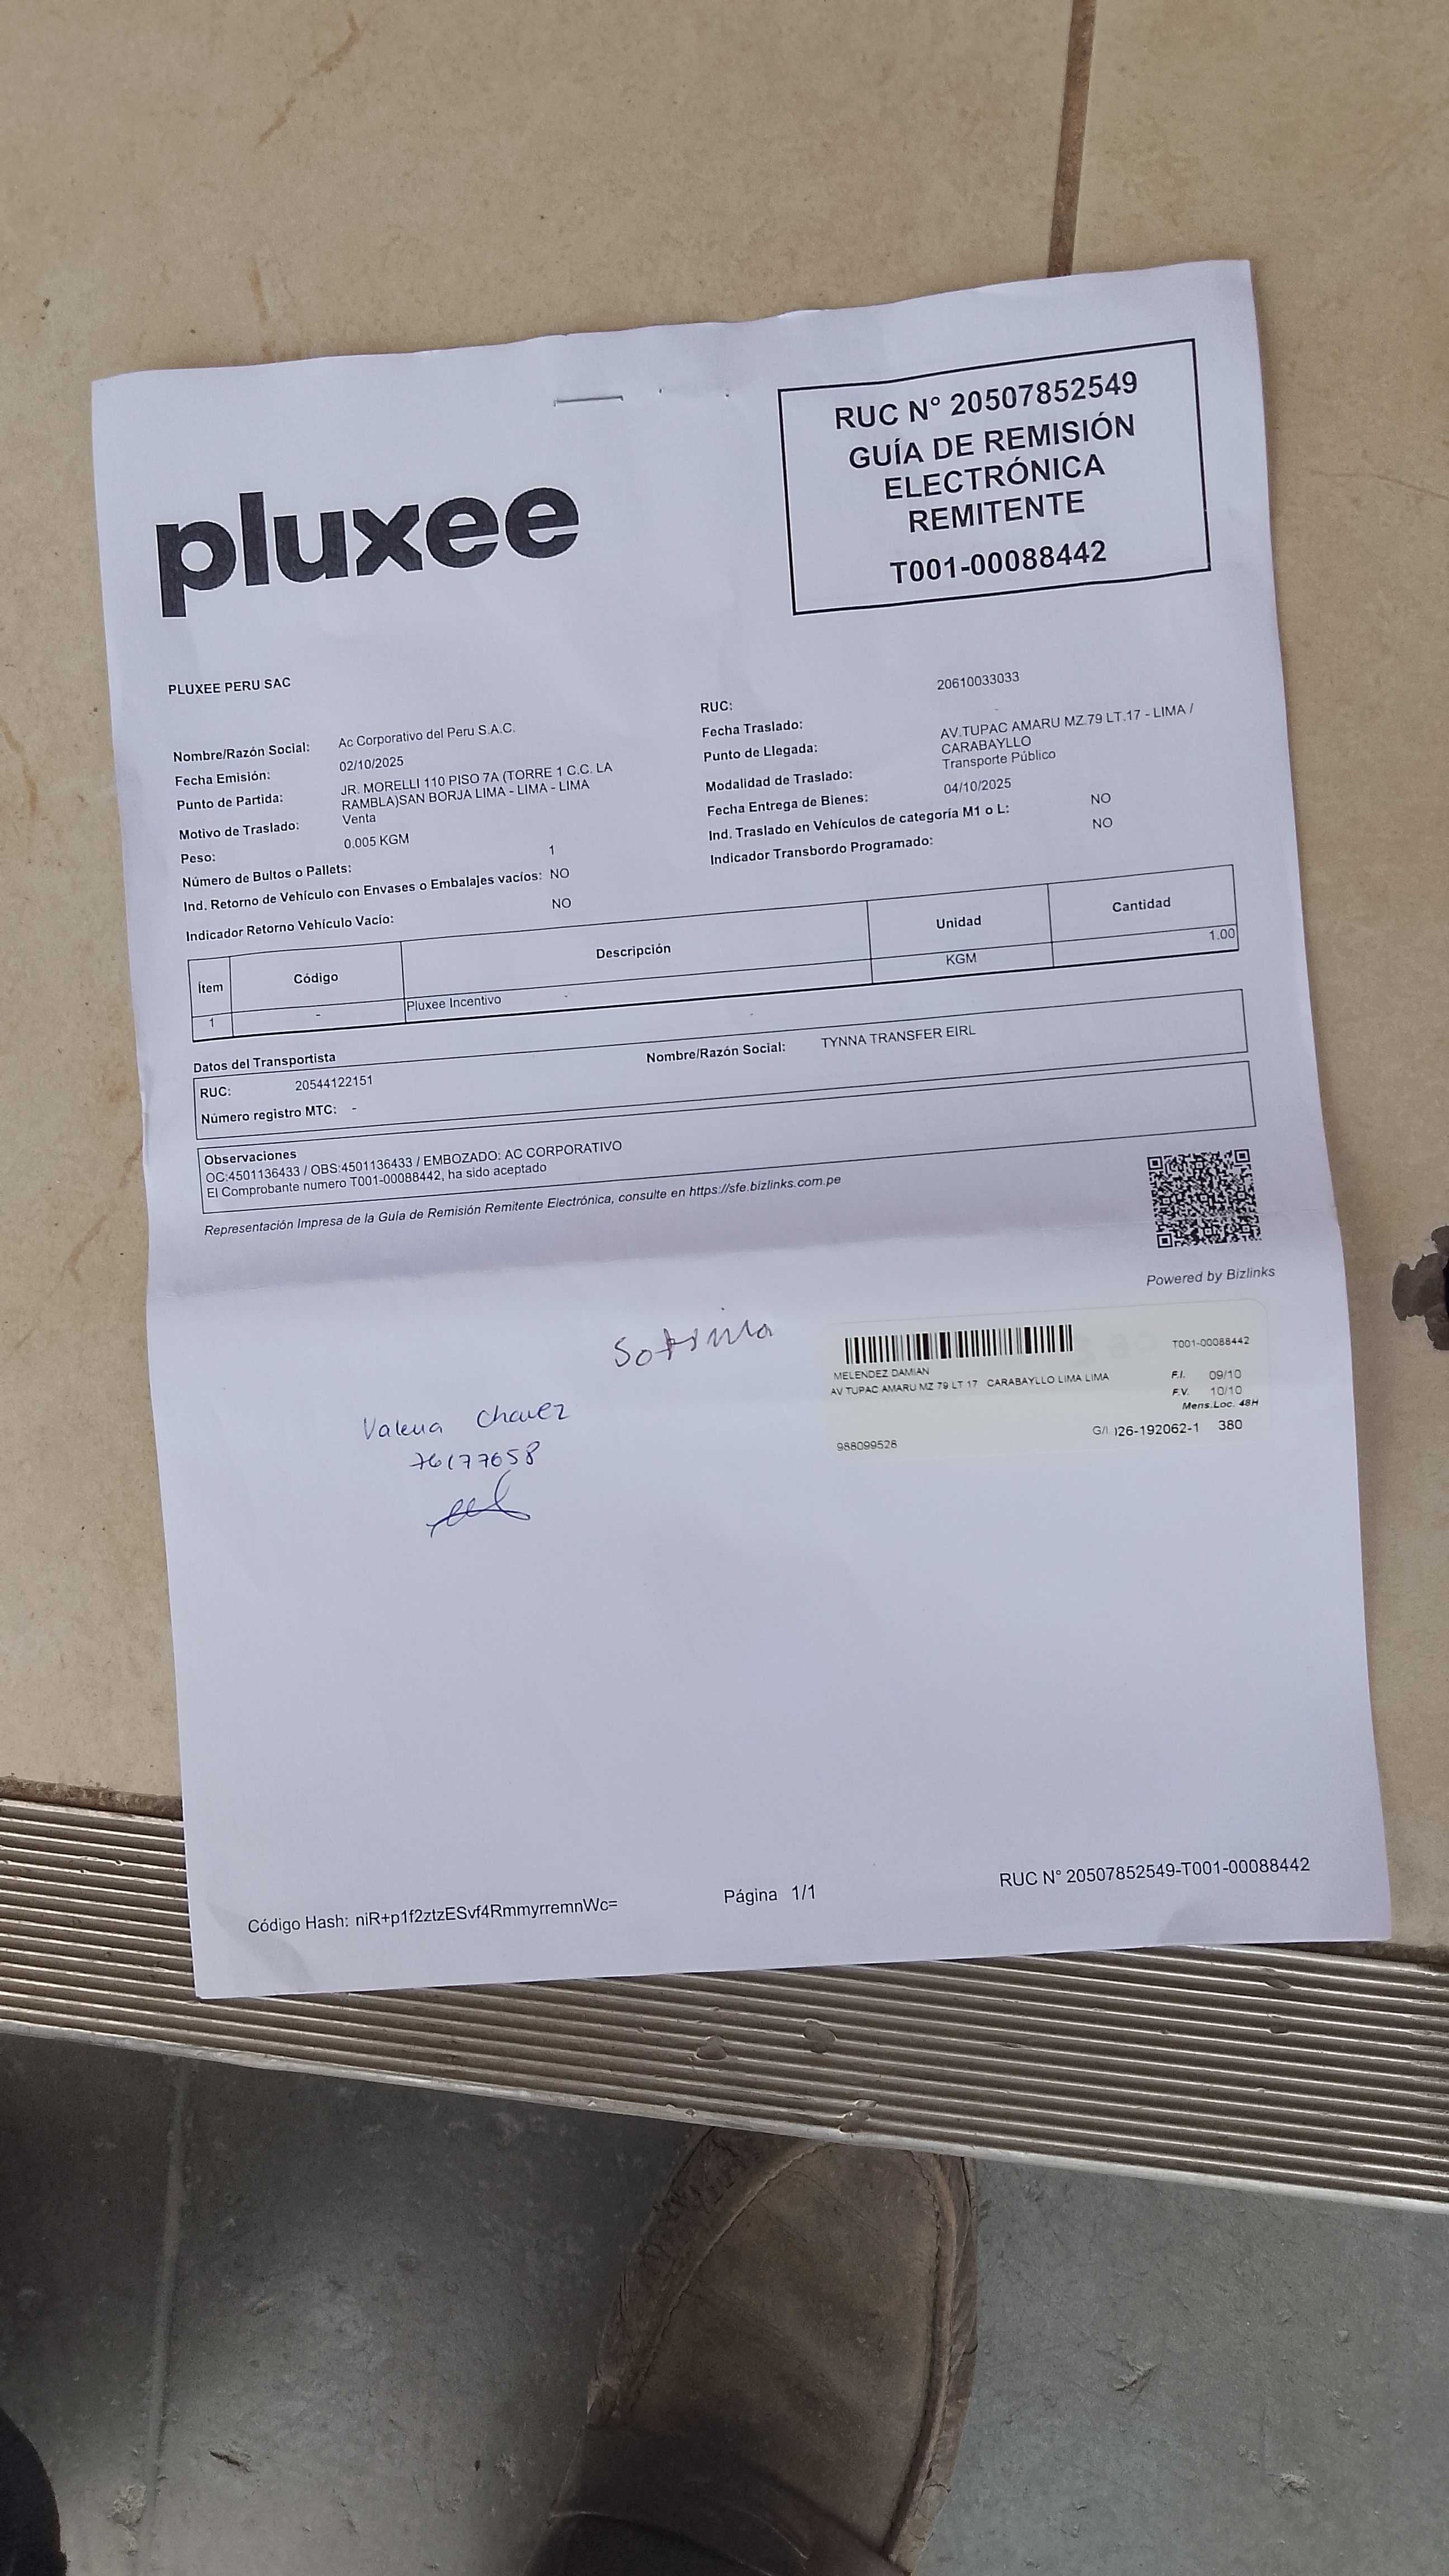 pluxee
RUC N° 20507852549
GUÍA DE REMISIÓN
ELECTRÓNICA
REMITENTE
T001-00088442
PLUXEE PERU SAC
Nombre/Razón Social: Ac Corporativo del Peru S.A.C.
Fecha Emisión: 02/10/2025
Punto de Partida: JR. MORELLI 110 PISO 7A (TORRE 1 C.C. LA
RAMBLA)SAN BORJA LIMA - LIMA - LIMA
Motivo de Traslado: Venta
Peso: 0.005 KGM
Número de Bultos o Pallets: 1
Ind. Retorno de Vehículo con Envases o Embalajes vacíos: NO
Indicador Retorno Vehículo Vacío: NO
RUC: 20610033033
Fecha Traslado: -
Punto de Llegada: AV.TUPAC AMARU MZ.79 LT.17 - LIMA /
CARABAYLLO
Modalidad de Traslado: Transporte Público
Fecha Entrega de Bienes: 04/10/2025
Ind. Traslado en Vehículos de categoría M1 o L: NO
Indicador Transbordo Programado: NO
Ítem Código Descripción Unidad Cantidad
1 - Pluxee Incentivo KGM 1.00
Datos del Transportista
RUC: 20544122151 Nombre/Razón Social: TYNNA TRANSFER EIRL
Número registro MTC: -
Observaciones
OC:4501136433 / OBS:4501136433 / EMBOZADO: AC CORPORATIVO
El Comprobante numero T001-00088442, ha sido aceptado
Representación Impresa de la Guía de Remisión Remitente Electrónica, consulte en https://sfe.bizlinks.com.pe
Powered by Bizlinks
T001-00088442
MELENDEZ DAMIAN
AV TUPAC AMARU MZ 79 LT 17 CARABAYLLO LIMA LIMA
F.I. 09/10
F.V. 10/10
Mens.Loc. 48H
G/I 026-192062-1 380
988099526
Chavez
76177658
Código Hash: niR+p1f2ztzESvf4RmmyrremnWc=
Página 1/1
RUC N° 20507852549-T001-00088442